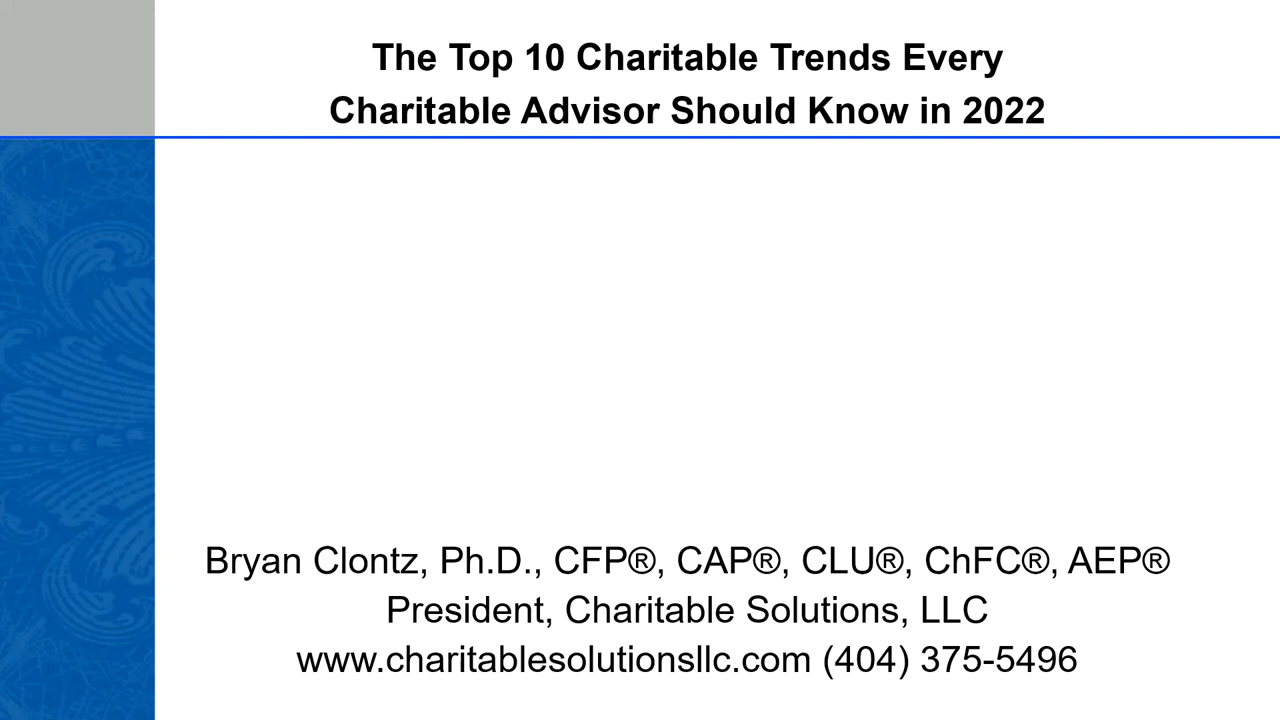 The Top 10 Charitable Trends Every
Charitable Advisor Should Know in 2022
Bryan Clontz, Ph.D., CFP®, CAP®, CLU®, ChFC®, AEP®
President, Charitable Solutions, LLC
www.charitablesolutionsllc.com (404) 375-5496